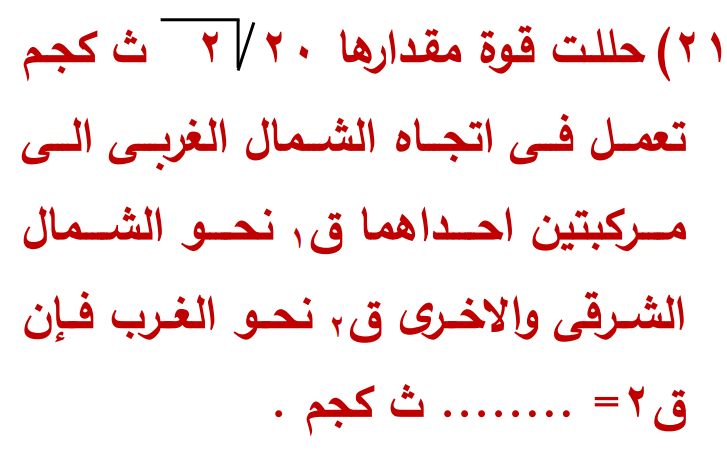 ٢١) حللت قوة مقدارها ٢٠ √٢ ث كجم
تعمل فى اتجاه الشمال الغربى الى
مركبتين احداهما ق١ نحو الشمال
الشرقى والاخرى ق٢ نحو الغرب فإن
ق٢ = ........ ث كجم .